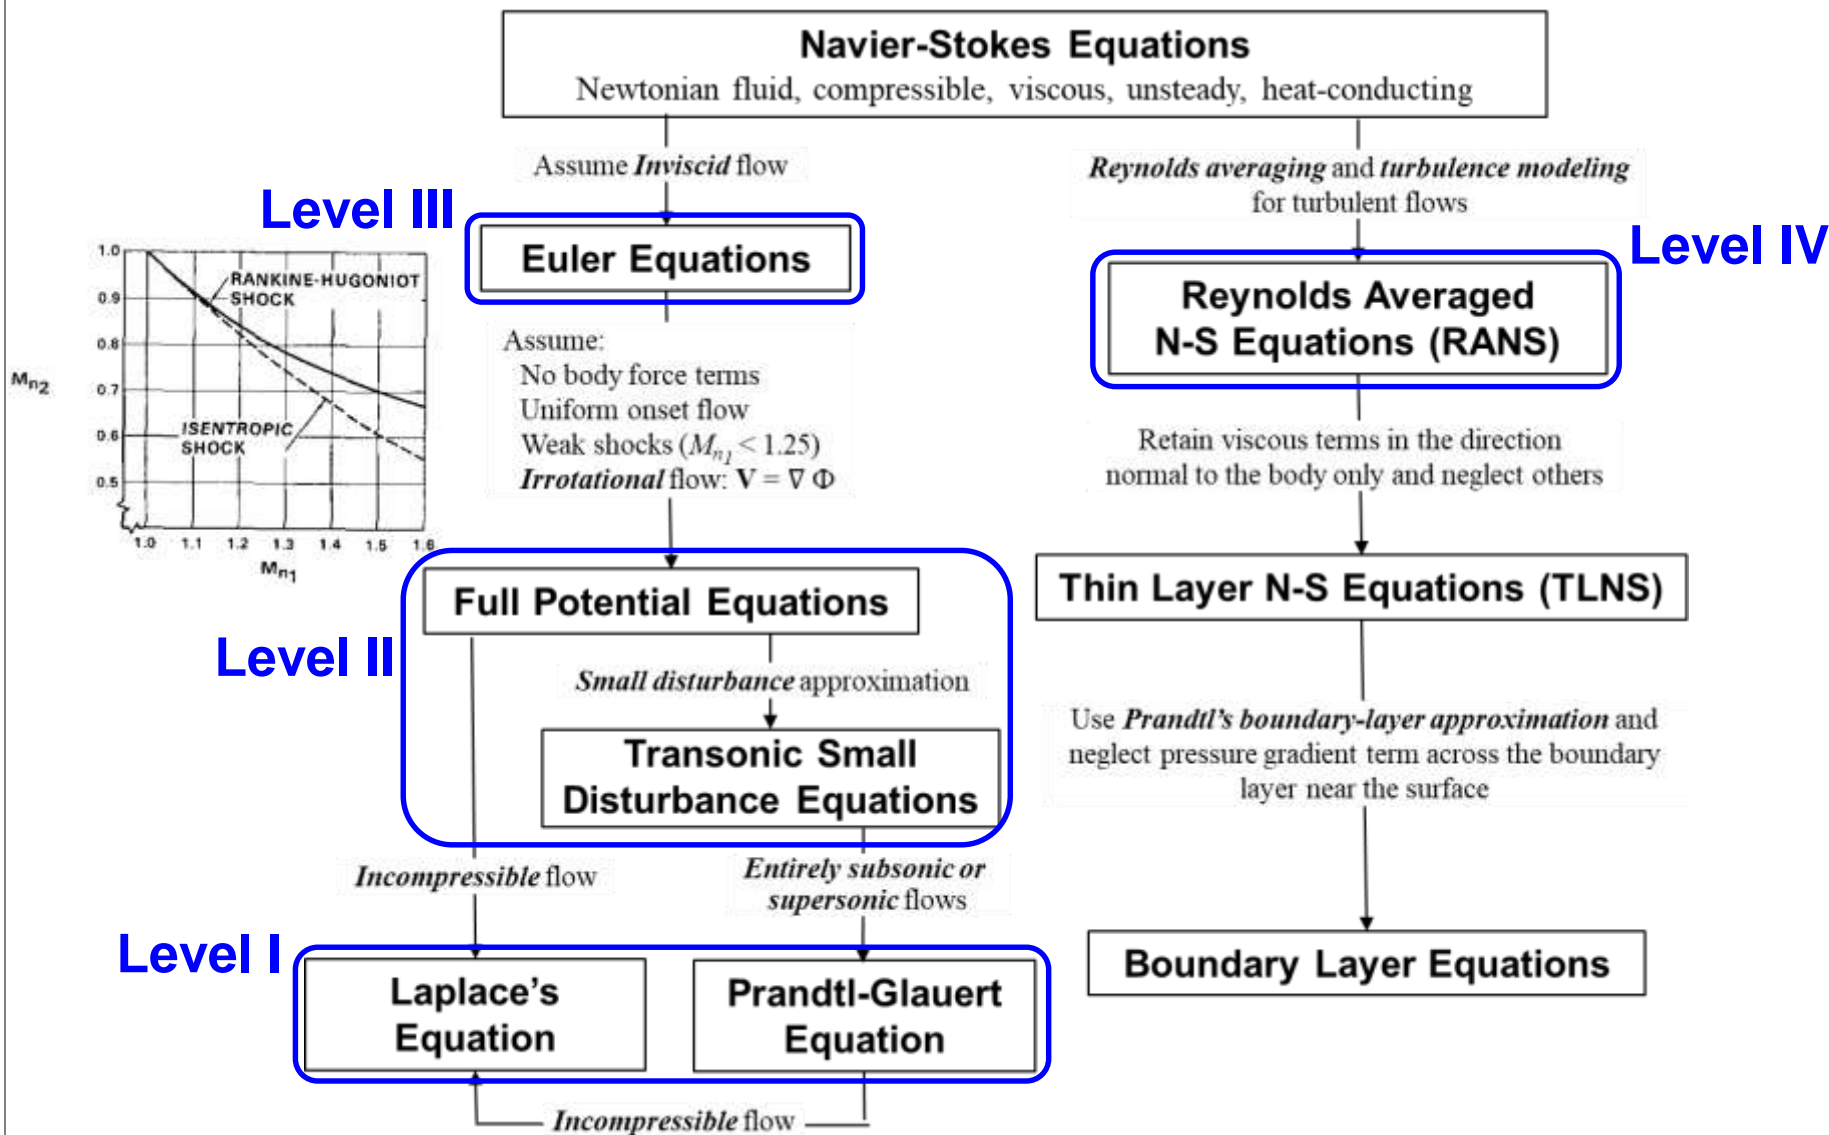 Navier-Stokes Equations
Newtonian fluid, compressible, viscous, unsteady, heat-conducting
Assume Inviscid flow
Reynolds averaging and turbulence modeling
for turbulent flows
Level III
Euler Equations
Level IV
Reynolds Averaged
N-S Equations (RANS)
1.0
0.9
0.8
0.7
0.6
0.5
Mn2
RANKINE-HUGONIOT
SHOCK
ISENTROPIC
SHOCK
1.0 1.1 1.2 1.3 1.4 1.5 1.6
Mn1
Assume:
No body force terms
Uniform onset flow
Weak shocks (Mn1 < 1.25)
Irrotational flow: V = ∇ Φ
Retain viscous terms in the direction
normal to the body only and neglect others
Full Potential Equations
Thin Layer N-S Equations (TLNS)
Level II
Small disturbance approximation
Transonic Small
Disturbance Equations
Use Prandtl's boundary-layer approximation and
neglect pressure gradient term across the boundary
layer near the surface
Incompressible flow
Entirely subsonic or
supersonic flows
Level I
Laplace's
Equation
Prandtl-Glauert
Equation
Boundary Layer Equations
Incompressible flow